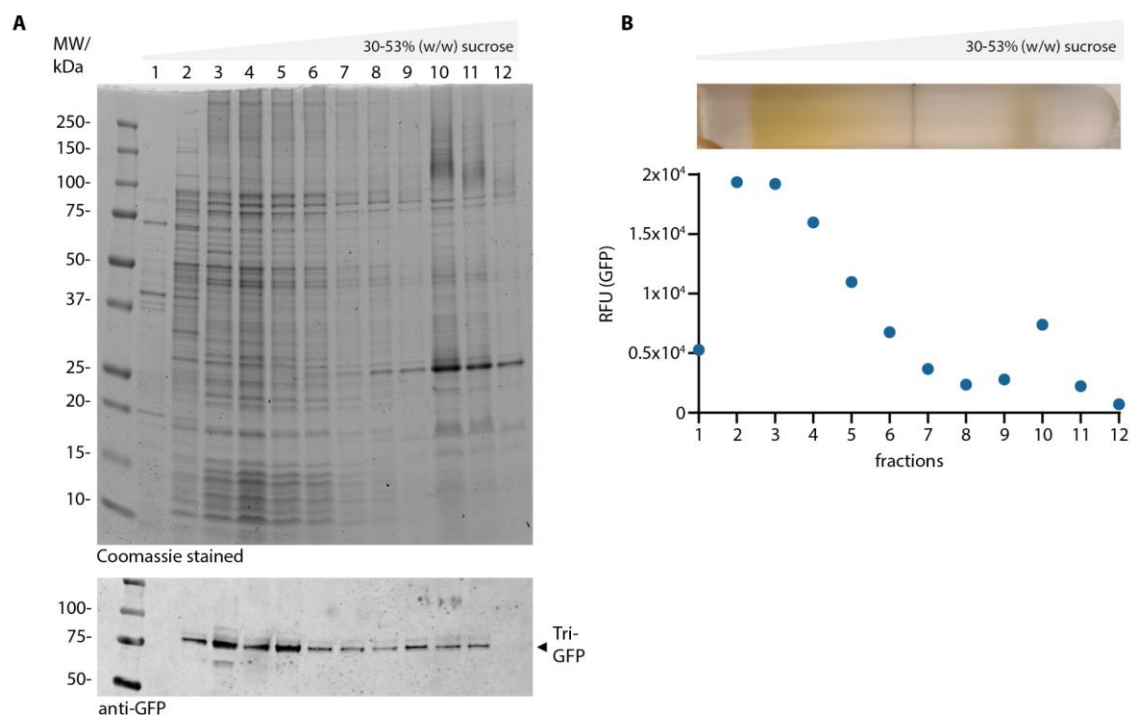 A
MW/
kDa
30-53% (w/w) sucrose
1 2 3 4 5 6 7 8 9 10 11 12
250-
150-
100-
75-
50-
37-
25-
20-
15-
10-
Coomassie stained
100-
75-
50-
Tri-
GFP
anti-GFP
B
30-53% (w/w) sucrose
2x10⁴
1.5x10⁴
1x10⁴
0.5x10⁴
0
RFU (GFP)
1 2 3 4 5 6 7 8 9 10 11 12
fractions